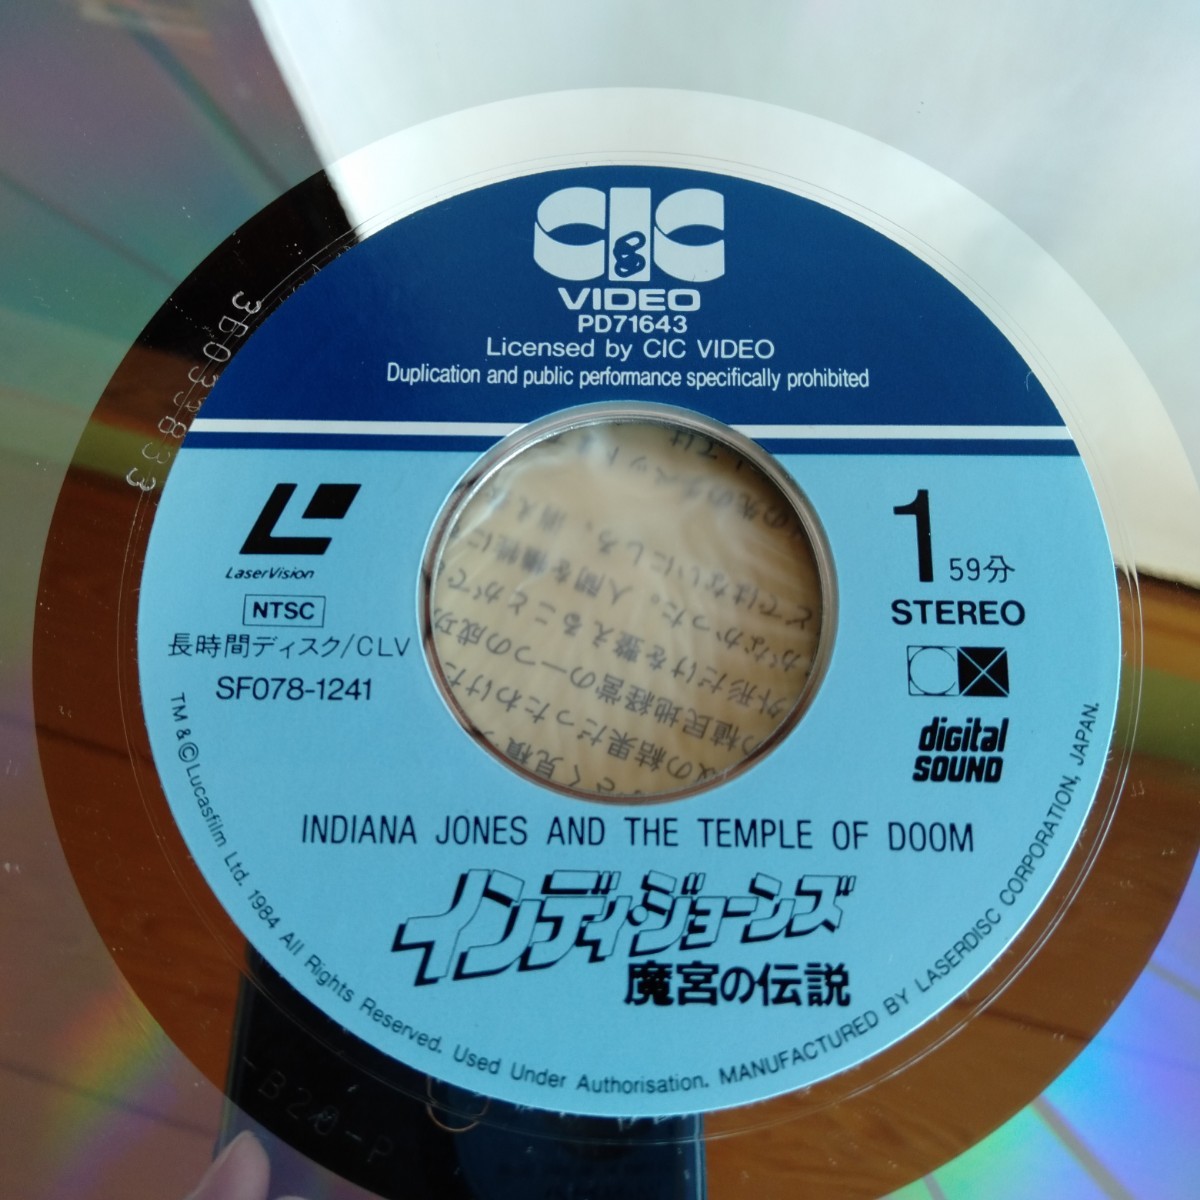 CIC
VIDEO
PD71643
Licensed by CIC VIDEO
Duplication and public performance specifically prohibited
LaserVision
NTSC
長時間ディスク/CLV
SF078-1241
1 59分
STEREO
CX
digital
SOUND
INDIANA JONES AND THE TEMPLE OF DOOM
インディ・ジョーンズ
魔宮の伝説
TM & ©Lucasfilm Ltd. 1984 All Rights Reserved. Used Under Authorisation. MANUFACTURED BY LASERDISC CORPORATION, JAPAN.